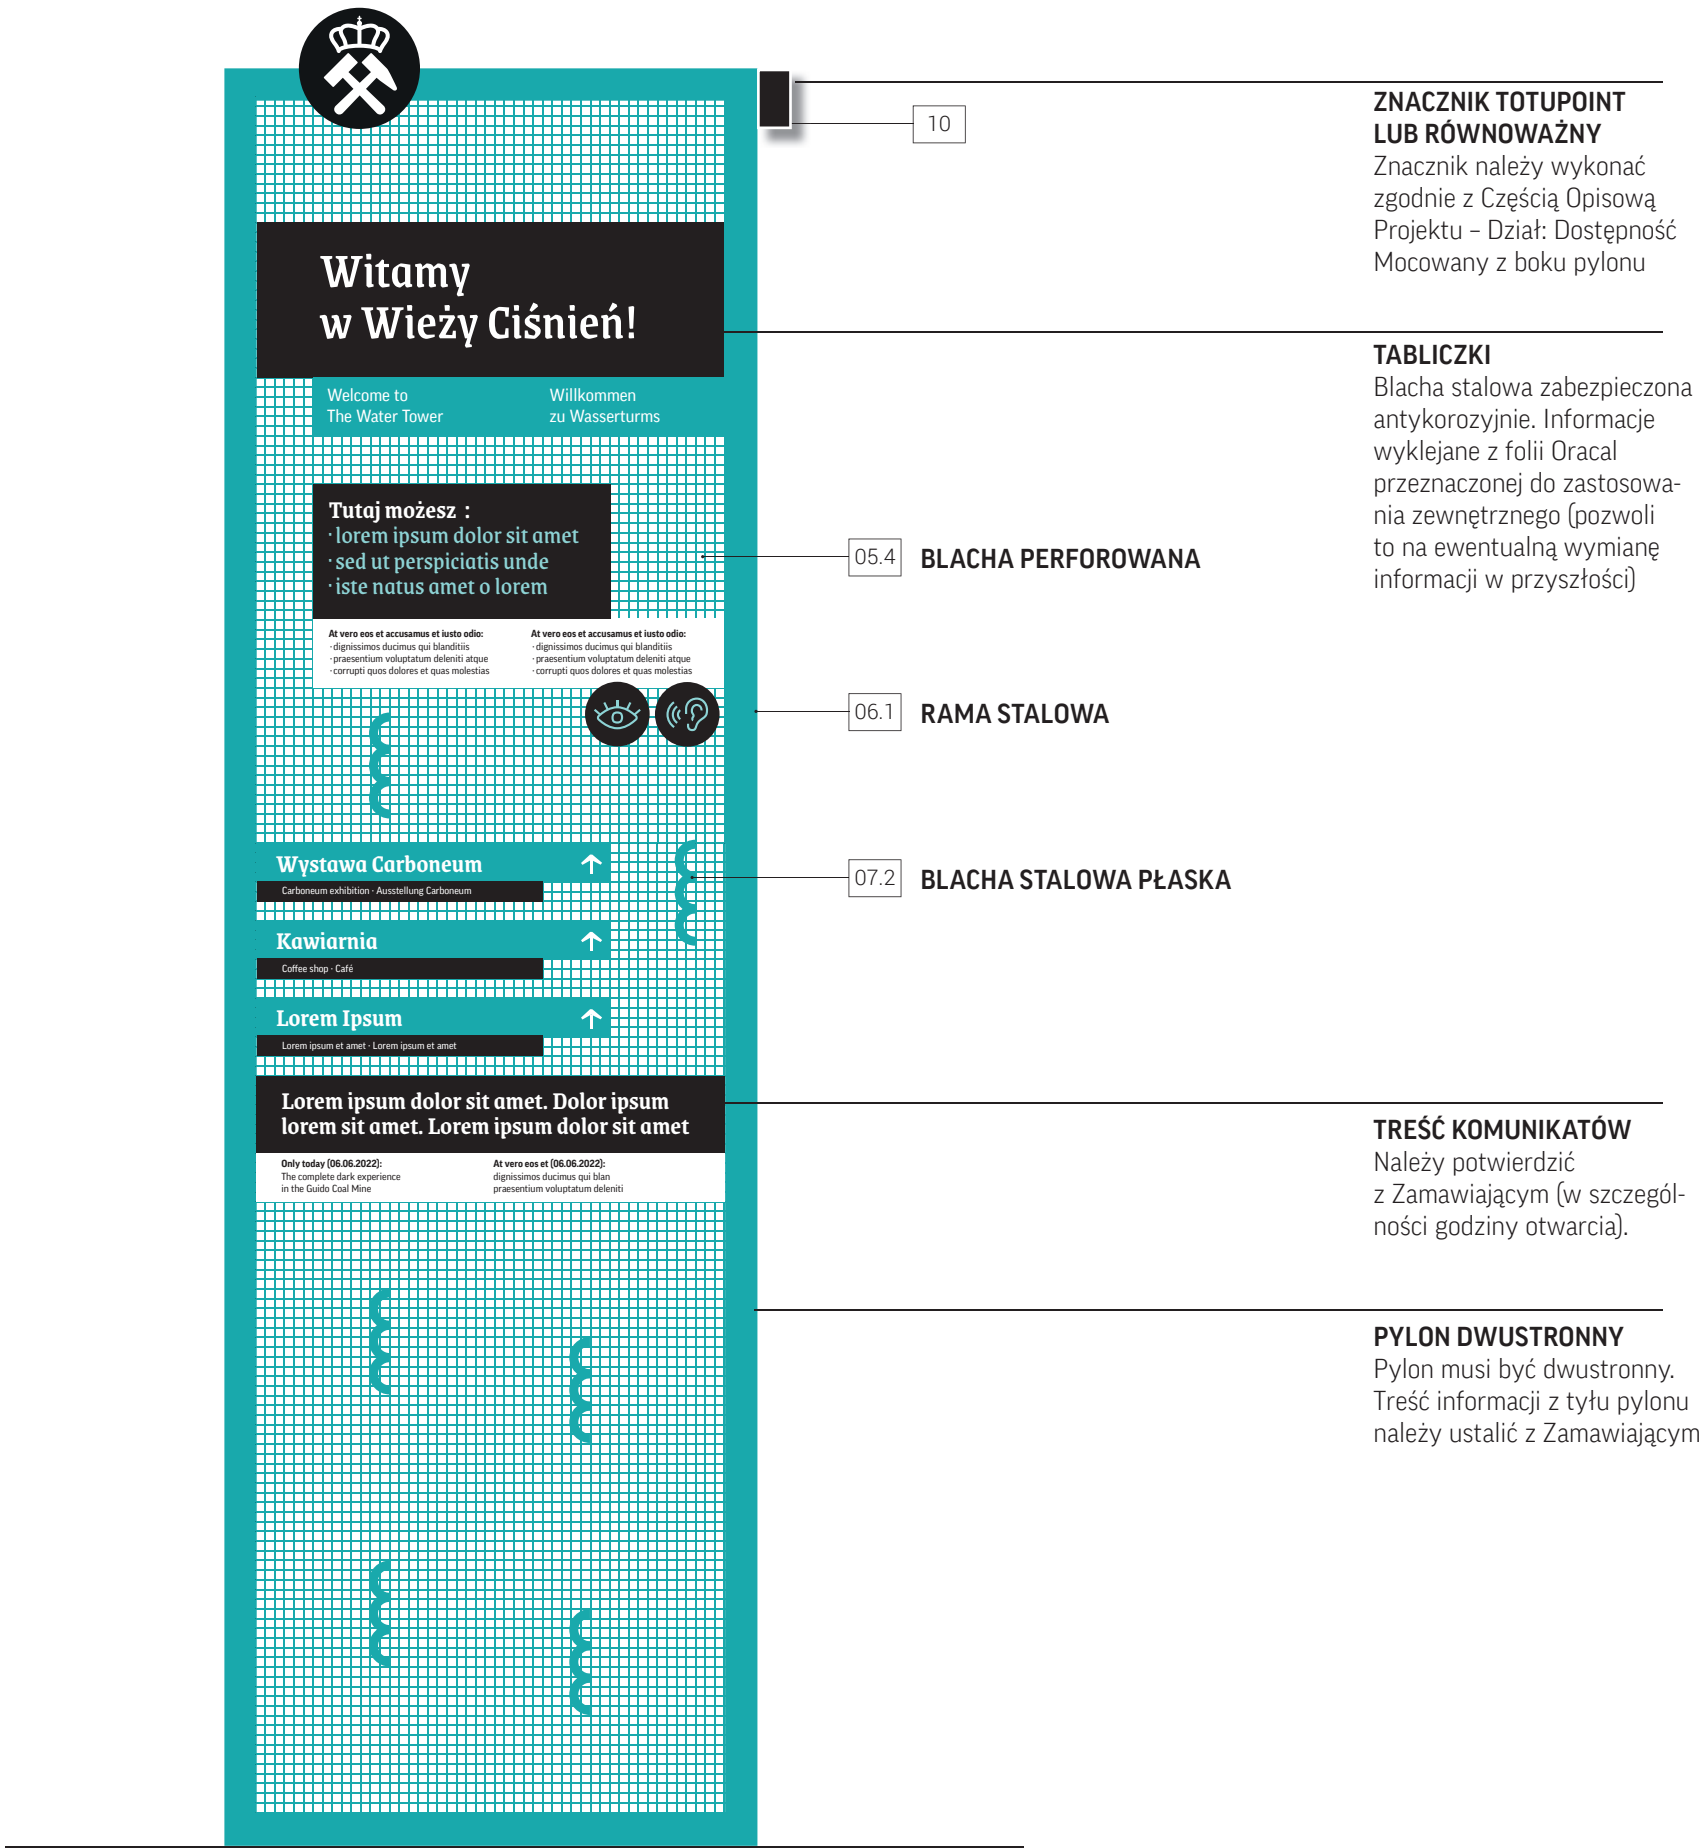 Witamy
w Wieży Ciśnień!
Welcome to
The Water Tower
Willkommen
zu Wasserturms
Tutaj możesz :
· lorem ipsum dolor sit amet
· sed ut perspiciatis unde
· iste natus amet o lorem
At vero eos et accusamus et iusto odio:
· dignissimos ducimus qui blanditiis
· praesentium voluptatum deleniti atque
· corrupti quos dolores et quas molestias
At vero eos et accusamus et iusto odio:
· dignissimos ducimus qui blanditiis
· praesentium voluptatum deleniti atque
· corrupti quos dolores et quas molestias
Wystawa Carboneum
Carboneum exhibition · Ausstellung Carboneum
Kawiarnia
Coffee shop · Café
Lorem Ipsum
Lorem ipsum et amet · Lorem ipsum et amet
Lorem ipsum dolor sit amet. Dolor ipsum
lorem sit amet. Lorem ipsum dolor sit amet
Only today (06.06.2022):
The complete dark experience
in the Guido Coal Mine
At vero eos et (06.06.2022):
dignissimos ducimus qui blan
praesentium voluptatum deleniti
10
05.4 BLACHA PERFOROWANA
06.1 RAMA STALOWA
07.2 BLACHA STALOWA PŁASKA
ZNACZNIK TOTUPOINT
LUB RÓWNOWAŻNY
Znacznik należy wykonać
zgodnie z Częścią Opisową
Projektu – Dział: Dostępność
Mocowany z boku pylonu
TABLICZKI
Blacha stalowa zabezpieczona
antykorozyjnie. Informacje
wyklejane z folii Oracal
przeznaczonej do zastosowa-
nia zewnętrznego (pozwoli
to na ewentualną wymianę
informacji w przyszłości)
TREŚĆ KOMUNIKATÓW
Należy potwierdzić
z Zamawiającym (w szczegól-
ności godziny otwarcia).
PYLON DWUSTRONNY
Pylon musi być dwustronny.
Treść informacji z tyłu pylonu
należy ustalić z Zamawiającym